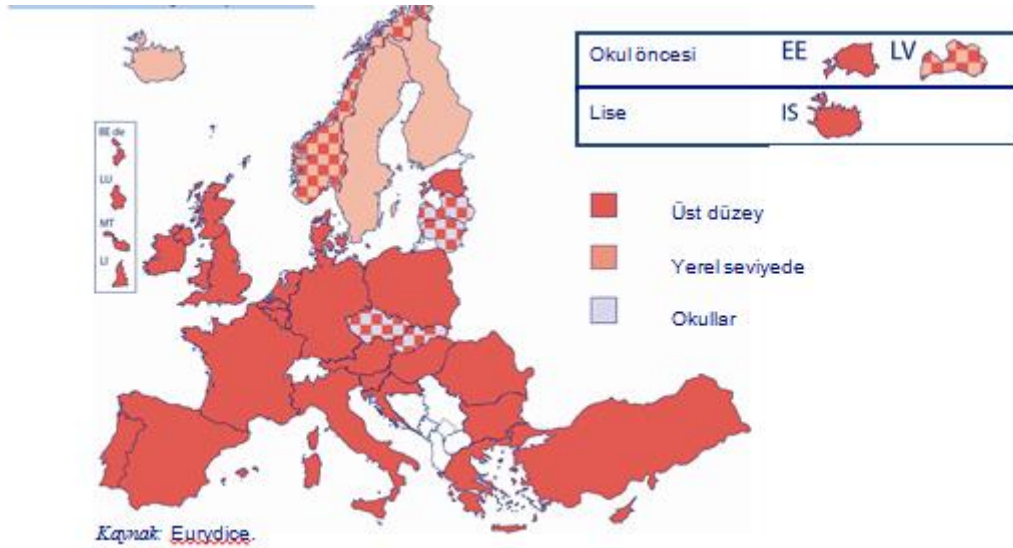 Okul öncesi EE LV
Lise IS
BE de
LU
MT
LI
Üst düzey
Yerel seviyede
Okullar
Kaynak: Eurydice.